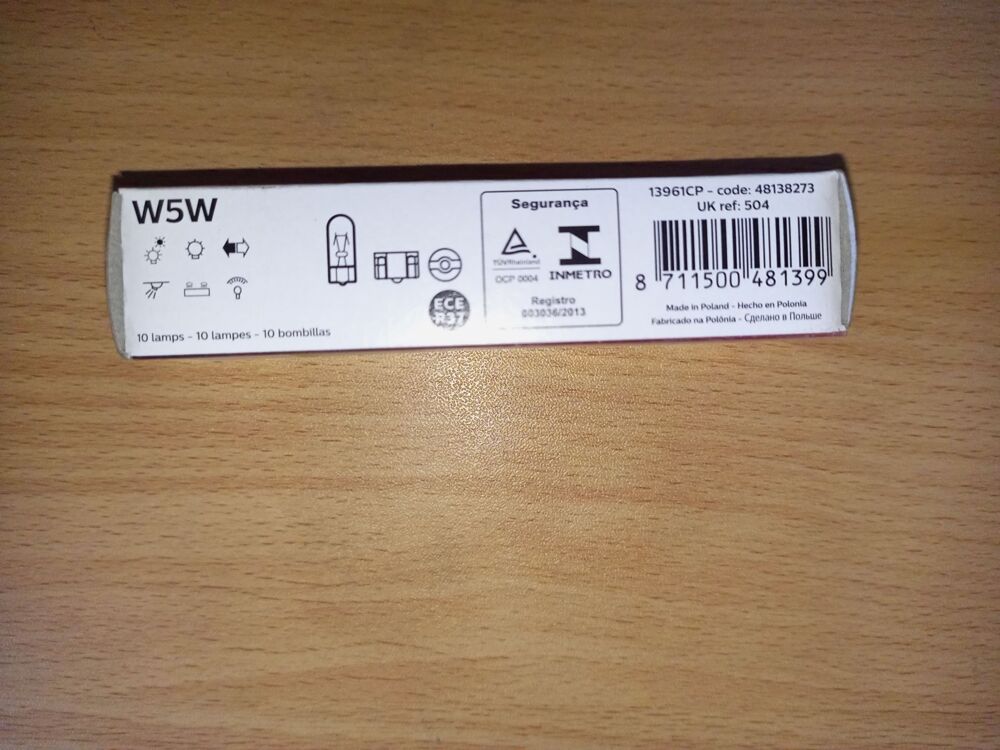 W5W
10 lamps - 10 lampes - 10 bombillas
ECE
R37
Segurança
TÜVRheinland
OCP 0004
INMETRO
Registro
003036/2013
13961CP - code: 48138273
UK ref: 504
8 711500 481399
Made in Poland - Hecho en Polonia
Fabricado na Polônia - Сделано в Польше